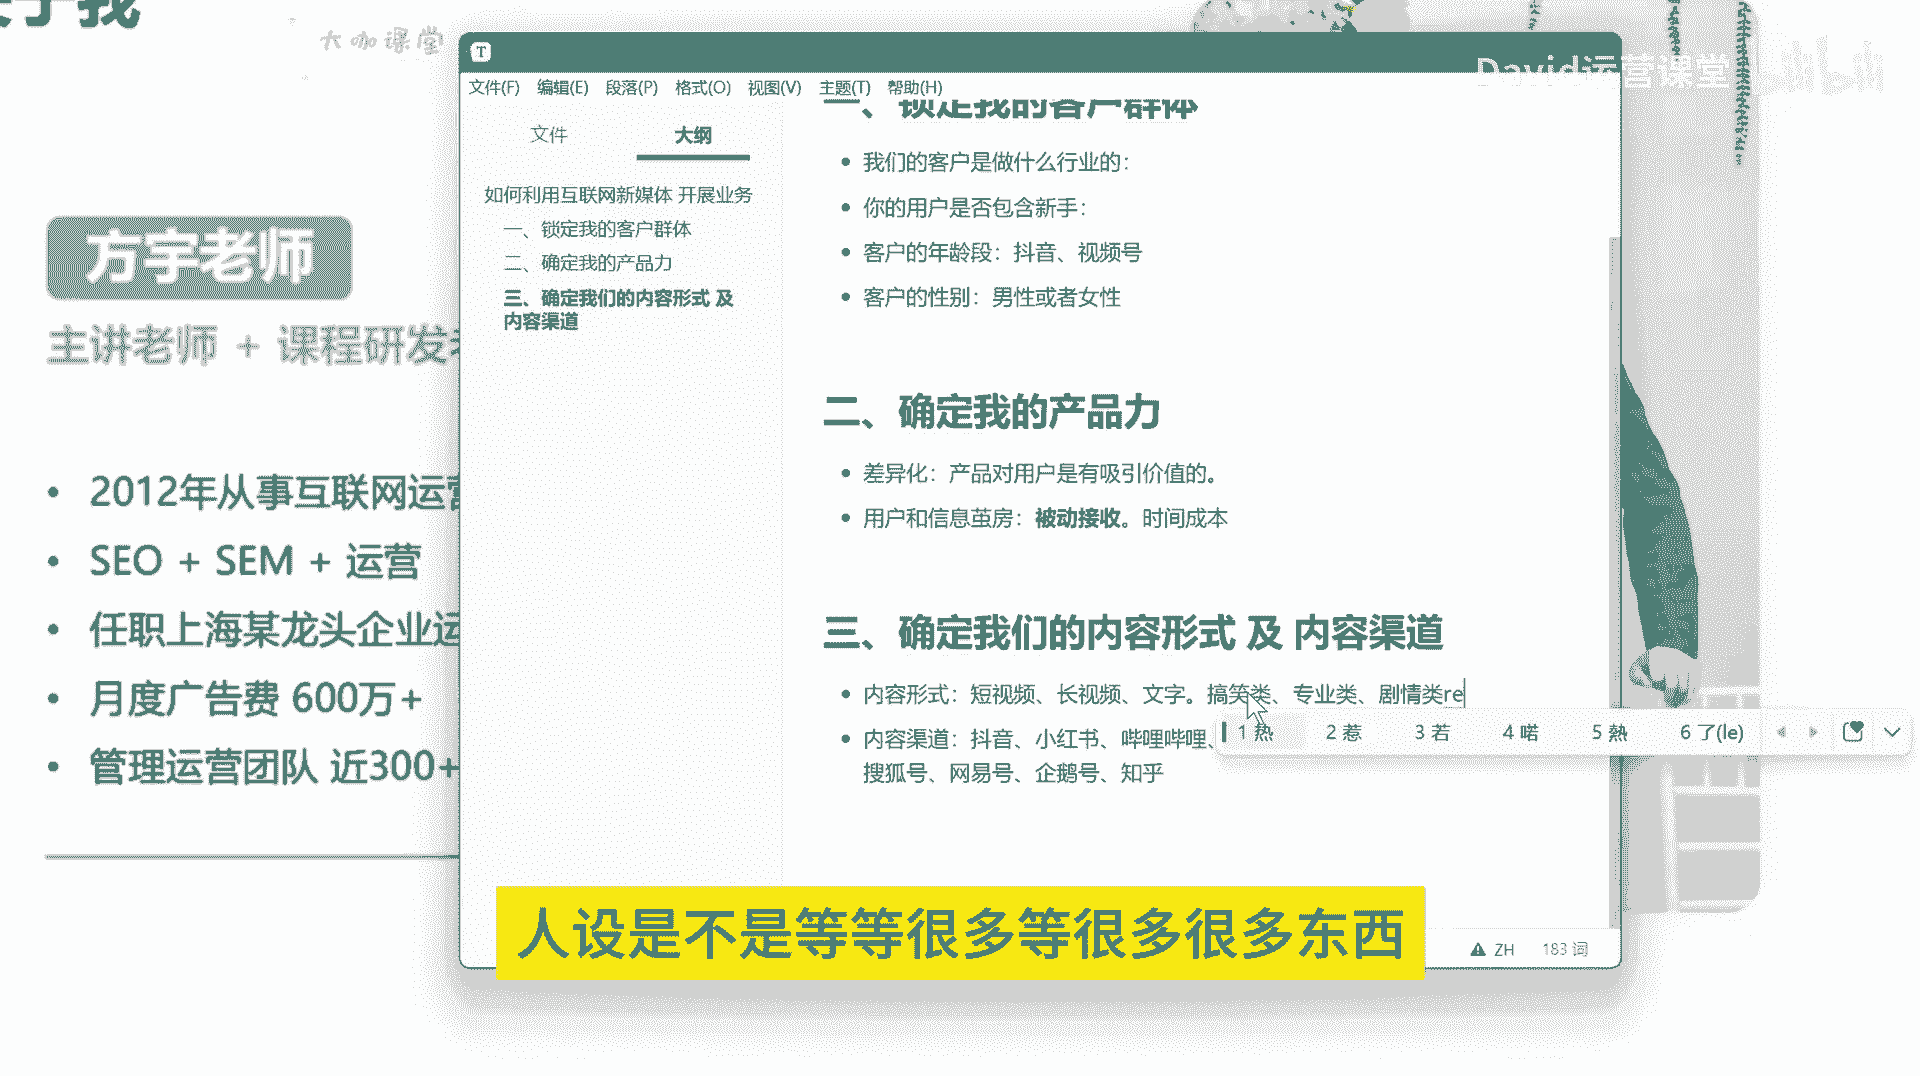 大咖课堂
David运营课堂
bilibili
文件(F) 编辑(E) 段落(P) 格式(O) 视图(V) 主题(T) 帮助(H)
文件 大纲
如何利用互联网新媒体 开展业务
一、锁定我的客户群体
二、确定我的产品力
三、确定我们的内容形式 及
内容渠道
一、锁定我的客户群体
我们的客户是做什么行业的：
你的用户是否包含新手：
客户的年龄段：抖音、视频号
客户的性别：男性或者女性
二、确定我的产品力
差异化：产品对用户是有吸引价值的。
用户和信息茧房：被动接收。时间成本
三、确定我们的内容形式 及 内容渠道
内容形式：短视频、长视频、文字。搞笑类、专业类、剧情类re
1 热 2 惹 3 若 4 喏 5 熱 6 了(le)
内容渠道：抖音、小红书、哔哩哔哩、
搜狐号、网易号、企鹅号、知乎
ZH 183 词
方宇老师
主讲老师 + 课程研发
2012年从事互联网运营
SEO + SEM + 运营
任职上海某龙头企业运
月度广告费 600万+
管理运营团队 近300+
人设是不是等等很多等很多很多东西